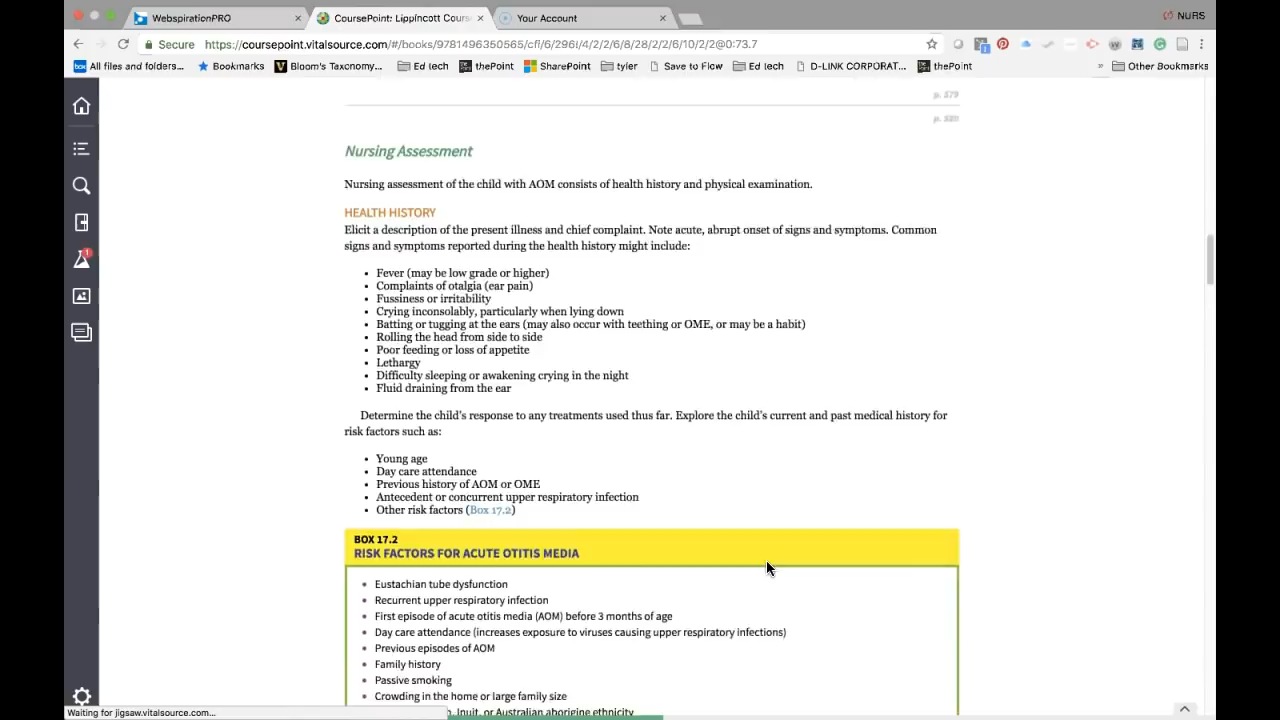 WebspirationPRO
CoursePoint: Lippincott Cours
Your Account
NURS
Secure
https://coursepoint.vitalsource.com/#/books/9781496350565/cfi/6/296!/4/2/2/6/8/28/2/2/6/10/2/2@0:73.7
All files and folders...
Bookmarks
Bloom's Taxonomy...
Ed tech
thePoint
SharePoint
tyler
Save to Flow
Ed tech
D-LINK CORPORAT...
thePoint
Other Bookmarks
p. 579
p. 580
Nursing Assessment
Nursing assessment of the child with AOM consists of health history and physical examination.
HEALTH HISTORY
Elicit a description of the present illness and chief complaint. Note acute, abrupt onset of signs and symptoms. Common
signs and symptoms reported during the health history might include:
• Fever (may be low grade or higher)
• Complaints of otalgia (ear pain)
• Fussiness or irritability
• Crying inconsolably, particularly when lying down
• Batting or tugging at the ears (may also occur with teething or OME, or may be a habit)
• Rolling the head from side to side
• Poor feeding or loss of appetite
• Lethargy
• Difficulty sleeping or awakening crying in the night
• Fluid draining from the ear
Determine the child's response to any treatments used thus far. Explore the child's current and past medical history for
risk factors such as:
• Young age
• Day care attendance
• Previous history of AOM or OME
• Antecedent or concurrent upper respiratory infection
• Other risk factors (Box 17.2)
BOX 17.2
RISK FACTORS FOR ACUTE OTITIS MEDIA
• Eustachian tube dysfunction
• Recurrent upper respiratory infection
• First episode of acute otitis media (AOM) before 3 months of age
• Day care attendance (increases exposure to viruses causing upper respiratory infections)
• Previous episodes of AOM
• Family history
• Passive smoking
• Crowding in the home or large family size
Inuit, or Australian aborigine ethnicity
Waiting for jigsaw.vitalsource.com...